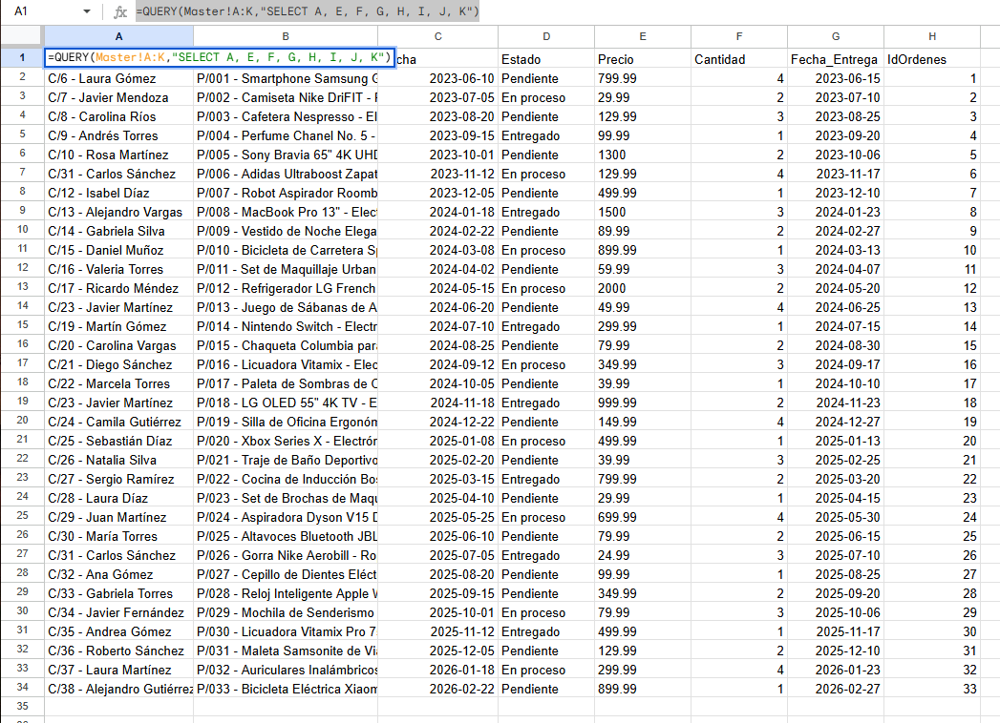 A1 fx =QUERY(Master!A:K,"SELECT A, E, F, G, H, I, J, K")
A B C D E F G H
1 =QUERY(Master!A:K,"SELECT A, E, F, G, H, I, J, K") cha Estado Precio Cantidad Fecha_Entrega IdOrdenes
2 C/6 - Laura Gómez P/001 - Smartphone Samsung G 2023-06-10 Pendiente 799.99 4 2023-06-15 1
3 C/7 - Javier Mendoza P/002 - Camiseta Nike DriFIT - 2023-07-05 En proceso 29.99 2 2023-07-10 2
4 C/8 - Carolina Ríos P/003 - Cafetera Nespresso - El 2023-08-20 Pendiente 129.99 3 2023-08-25 3
5 C/9 - Andrés Torres P/004 - Perfume Chanel No. 5 - 2023-09-15 Entregado 99.99 1 2023-09-20 4
6 C/10 - Rosa Martínez P/005 - Sony Bravia 65" 4K UHD 2023-10-01 Pendiente 1300 2 2023-10-06 5
7 C/31 - Carlos Sánchez P/006 - Adidas Ultraboost Zapat 2023-11-12 En proceso 129.99 4 2023-11-17 6
8 C/12 - Isabel Díaz P/007 - Robot Aspirador Roomb 2023-12-05 Pendiente 499.99 1 2023-12-10 7
9 C/13 - Alejandro Vargas P/008 - MacBook Pro 13" - Elec 2024-01-18 Entregado 1500 3 2024-01-23 8
10 C/14 - Gabriela Silva P/009 - Vestido de Noche Elega 2024-02-22 Pendiente 89.99 2 2024-02-27 9
11 C/15 - Daniel Muñoz P/010 - Bicicleta de Carretera Sp 2024-03-08 En proceso 899.99 1 2024-03-13 10
12 C/16 - Valeria Torres P/011 - Set de Maquillaje Urban 2024-04-02 Pendiente 59.99 3 2024-04-07 11
13 C/17 - Ricardo Méndez P/012 - Refrigerador LG French 2024-05-15 En proceso 2000 2 2024-05-20 12
14 C/23 - Javier Martínez P/013 - Juego de Sábanas de A 2024-06-20 Pendiente 49.99 4 2024-06-25 13
15 C/19 - Martín Gómez P/014 - Nintendo Switch - Electr 2024-07-10 Entregado 299.99 1 2024-07-15 14
16 C/20 - Carolina Vargas P/015 - Chaqueta Columbia par 2024-08-25 Pendiente 79.99 2 2024-08-30 15
17 C/21 - Diego Sánchez P/016 - Licuadora Vitamix - Elec 2024-09-12 En proceso 349.99 3 2024-09-17 16
18 C/22 - Marcela Torres P/017 - Paleta de Sombras de C 2024-10-05 Pendiente 39.99 1 2024-10-10 17
19 C/23 - Javier Martínez P/018 - LG OLED 55" 4K TV - E 2024-11-18 Entregado 999.99 2 2024-11-23 18
20 C/24 - Camila Gutiérrez P/019 - Silla de Oficina Ergonóm 2024-12-22 Pendiente 149.99 4 2024-12-27 19
21 C/25 - Sebastián Díaz P/020 - Xbox Series X - Electrón 2025-01-08 En proceso 499.99 1 2025-01-13 20
22 C/26 - Natalia Silva P/021 - Traje de Baño Deportivo 2025-02-20 Pendiente 39.99 3 2025-02-25 21
23 C/27 - Sergio Ramírez P/022 - Cocina de Inducción Bos 2025-03-15 Entregado 799.99 2 2025-03-20 22
24 C/28 - Laura Díaz P/023 - Set de Brochas de Maqu 2025-04-10 Pendiente 29.99 1 2025-04-15 23
25 C/29 - Juan Martínez P/024 - Aspiradora Dyson V15 D 2025-05-25 En proceso 699.99 4 2025-05-30 24
26 C/30 - María Torres P/025 - Altavoces Bluetooth JBL 2025-06-10 Pendiente 79.99 2 2025-06-15 25
27 C/31 - Carlos Sánchez P/026 - Gorra Nike Aerobill - Ro 2025-07-05 Entregado 24.99 3 2025-07-10 26
28 C/32 - Ana Gómez P/027 - Cepillo de Dientes Eléct 2025-08-20 Pendiente 99.99 1 2025-08-25 27
29 C/33 - Gabriela Torres P/028 - Reloj Inteligente Apple W 2025-09-15 Pendiente 349.99 2 2025-09-20 28
30 C/34 - Javier Fernández P/029 - Mochila de Senderismo 2025-10-01 En proceso 79.99 3 2025-10-06 29
31 C/35 - Andrea Gómez P/030 - Licuadora Vitamix Pro 7 2025-11-12 Entregado 499.99 1 2025-11-17 30
32 C/36 - Roberto Sánchez P/031 - Maleta Samsonite de Via 2025-12-05 Pendiente 129.99 2 2025-12-10 31
33 C/37 - Laura Martínez P/032 - Auriculares Inalámbricos 2026-01-18 En proceso 299.99 4 2026-01-23 32
34 C/38 - Alejandro Gutiérrez P/033 - Bicicleta Eléctrica Xiaom 2026-02-22 Pendiente 899.99 1 2026-02-27 33
35